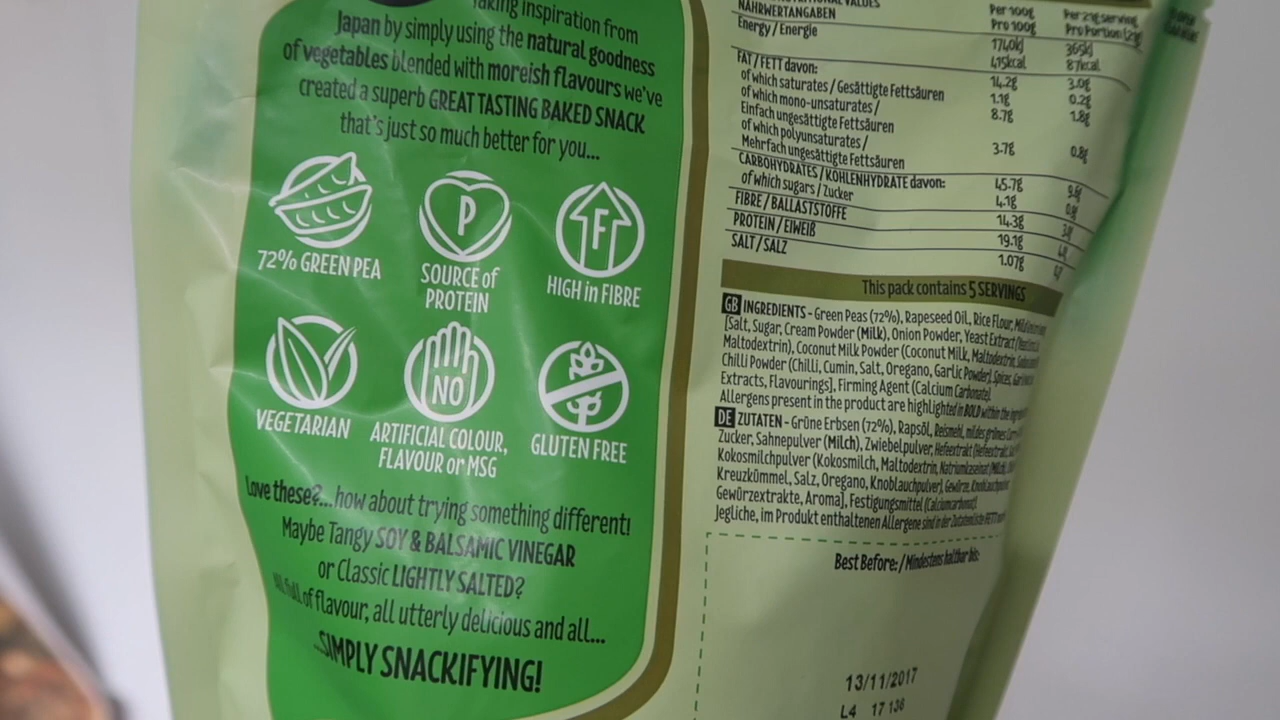 Taking inspiration from
Japan by simply using the natural goodness
of vegetables blended with moreish flavours we've
created a superb GREAT TASTING BAKED SNACK
that's just so much better for you...
72% GREEN PEA
P
SOURCE of
PROTEIN
F
HIGH in FIBRE
VEGETARIAN
NO
ARTIFICIAL COLOUR,
FLAVOUR or MSG
GLUTEN FREE
Love these?...how about trying something different!
Maybe Tangy SOY & BALSAMIC VINEGAR
or Classic LIGHTLY SALTED?
All full of flavour, all utterly delicious and all...
...SIMPLY SNACKIFYING!
VALUES Per 100g Per 21g serving
NÄHRWERTANGABEN Pro 100g Pro Portion (21g)
Energy / Energie 1740kJ 365kJ
415kcal 87kcal
FAT / FETT davon: 14.2g 3.0g
of which saturates / Gesättigte Fettsäuren 1.1g 0.2g
of which mono-unsaturates / 8.7g 1.8g
Einfach ungesättigte Fettsäuren
of which polyunsaturates / 3.7g 0.8g
Mehrfach ungesättigte Fettsäuren
CARBOHYDRATES / KOHLENHYDRATE davon: 45.7g
of which sugars / Zucker 4.1g
FIBRE / BALLASTSTOFFE 14.3g
PROTEIN / EIWEIß 19.1g
SALT / SALZ 1.07g
This pack contains 5 SERVINGS
GB INGREDIENTS - Green Peas (72%), Rapeseed Oil, Rice Flour, Mild
[Salt, Sugar, Cream Powder (Milk), Onion Powder, Yeast Extract
Maltodextrin), Coconut Milk Powder (Coconut Milk, Maltodextrin,
Chilli Powder (Chilli, Cumin, Salt, Oregano, Garlic Powder), Spices,
Extracts, Flavourings], Firming Agent (Calcium Carbonate).
Allergens present in the product are highlighted in BOLD within the
DE ZUTATEN - Grüne Erbsen (72%), Rapsöl, Reismehl, mildes grünes
Zucker, Sahnepulver (Milch), Zwiebelpulver, Hefeextrakt
Kokosmilchpulver (Kokosmilch, Maltodextrin, Natriumkaseinat
Kreuzkümmel, Salz, Oregano, Knoblauchpulver), Gewürze,
Gewürzextrakte, Aroma], Festigungsmittel (Calciumcarbonat).
Jegliche, im Produkt enthaltenen Allergene sind in der Zutatenliste
Best Before: / Mindestens haltbar bis:
13/11/2017
L4 17 136